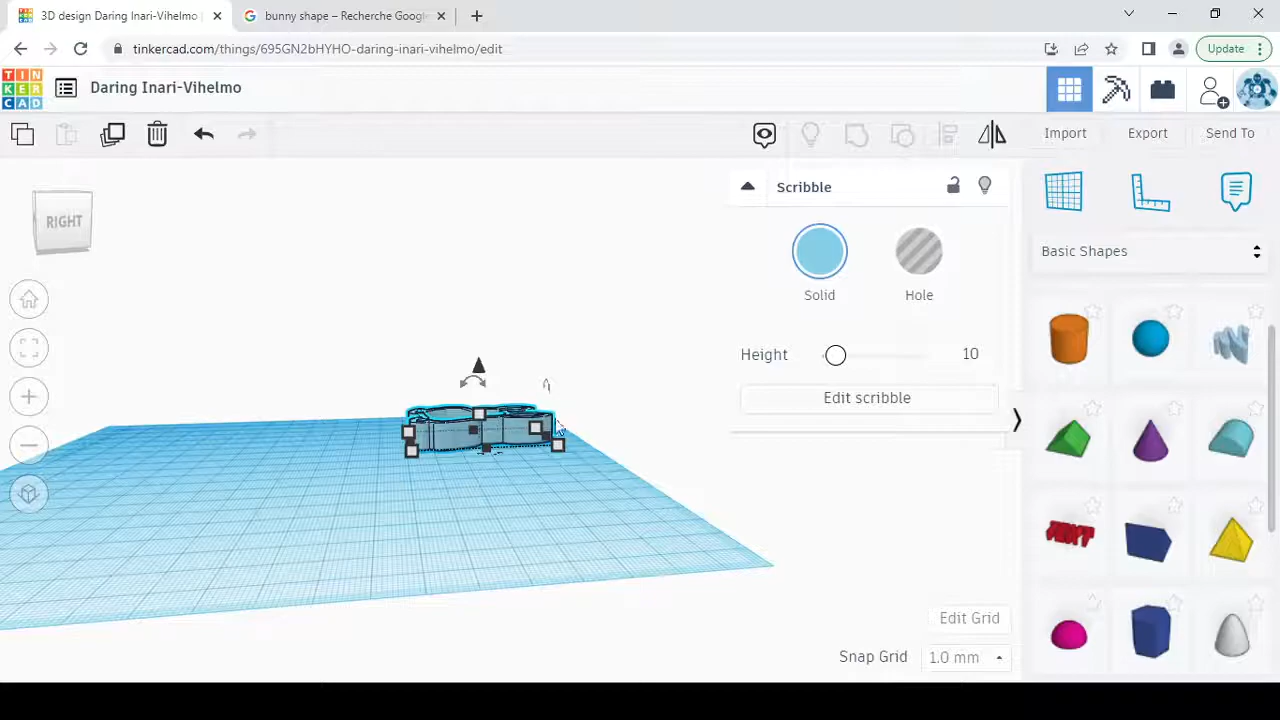 3D design Daring Inari-Vihelmo
bunny shape – Recherche Google
Update
tinkercad.com/things/695GN2bHYHO-daring-inari-vihelmo/edit
TIN
KER
CAD
Daring Inari-Vihelmo
Import
Export
Send To
RIGHT
Scribble
Solid
Hole
Height
10
Edit scribble
Basic Shapes
TEXT
Edit Grid
Snap Grid
1.0 mm